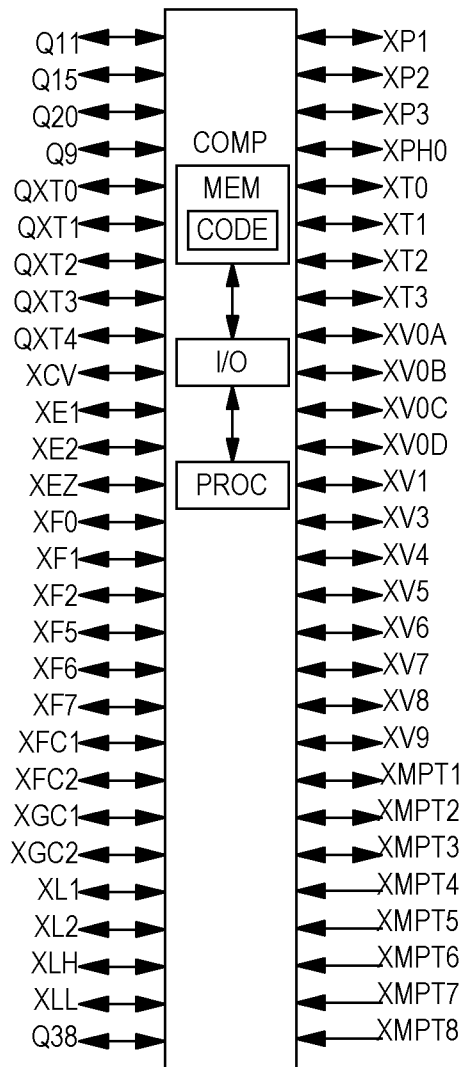 Q11
Q15
Q20
Q9
QXT0
QXT1
QXT2
QXT3
QXT4
XCV
XE1
XE2
XEZ
XF0
XF1
XF2
XF5
XF6
XF7
XFC1
XFC2
XGC1
XGC2
XL1
XL2
XLH
XLL
Q38
COMP
MEM
CODE
I/O
PROC
XP1
XP2
XP3
XPH0
XT0
XT1
XT2
XT3
XV0A
XV0B
XV0C
XV0D
XV1
XV3
XV4
XV5
XV6
XV7
XV8
XV9
XMPT1
XMPT2
XMPT3
XMPT4
XMPT5
XMPT6
XMPT7
XMPT8